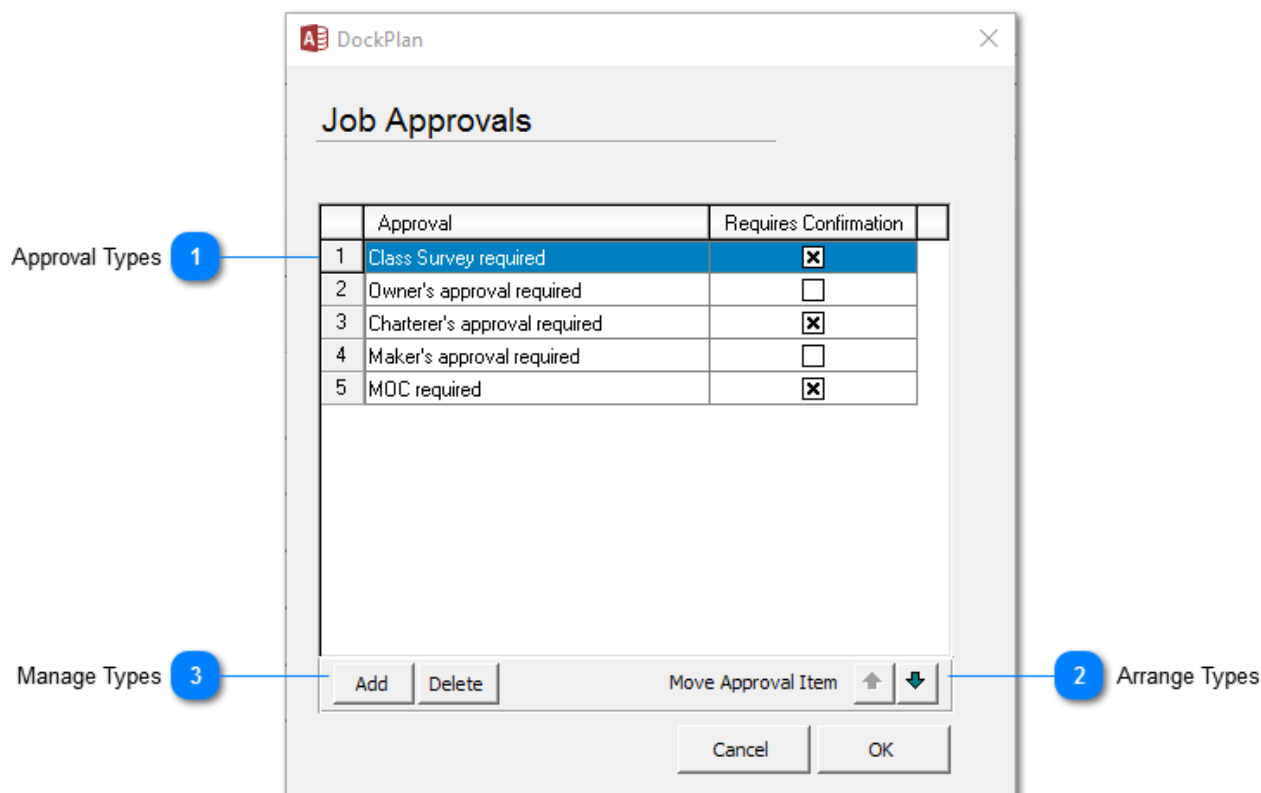 DockPlan
Job Approvals
Approval Requires Confirmation
Approval Types 1
1 Class Survey required
2 Owner's approval required
3 Charterer's approval required
4 Maker's approval required
5 MOC required
Manage Types 3
Add Delete Move Approval Item
2 Arrange Types
Cancel OK